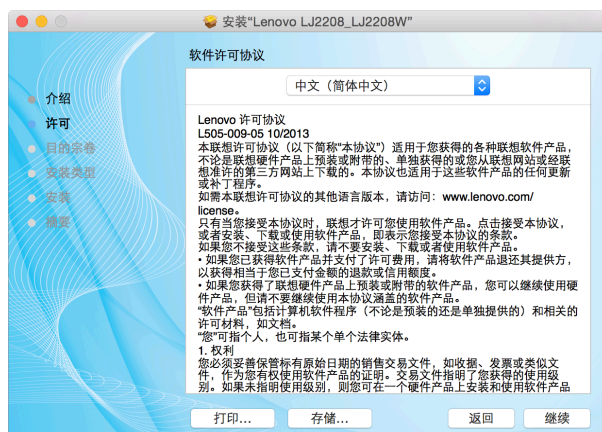 安装“Lenovo LJ2208_LJ2208W”
软件许可协议
介绍
许可
目的宗卷
安装类型
安装
摘要
中文（简体中文）
Lenovo 许可协议
L505-009-05 10/2013
本联想许可协议（以下简称“本协议”）适用于您获得的各种联想软件产品，
不论是联想硬件产品上预装或附带的、单独获得的或您从联想网站或经联
想准许的第三方网站上下载的。本协议也适用于这些软件产品的任何更新
或补丁程序。
如需本联想许可协议的其他语言版本，请访问：www.lenovo.com/
license。
只有当您接受本协议时，联想才许可您使用软件产品。点击接受本协议，
或者安装、下载或使用软件产品，即表示您接受本协议的条款。
如果您不接受这些条款，请不要安装、下载或者使用软件产品。
• 如果您已获得软件产品并支付了许可费用，请将软件产品退还其提供方，
以获得相当于您已支付金额的退款或信用额度。
• 如果您获得了联想硬件产品上预装或附带的软件产品，您可以继续使用硬
件产品，但请不要继续使用本协议涵盖的软件产品。
“软件产品”包括计算机软件程序（不论是预装的还是单独提供的）和相关的
许可材料，如文档。
“您”可指个人，也可指某个单个法律实体。
1. 权利
您必须妥善保管标有原始日期的销售交易文件，如收据、发票或类似文
件，作为您有权使用软件产品的证明。交易文件指明了您获得的使用级
别。如果未指明使用级别，则您可在一个硬件产品上安装和使用软件产品
打印...
存储...
返回
继续